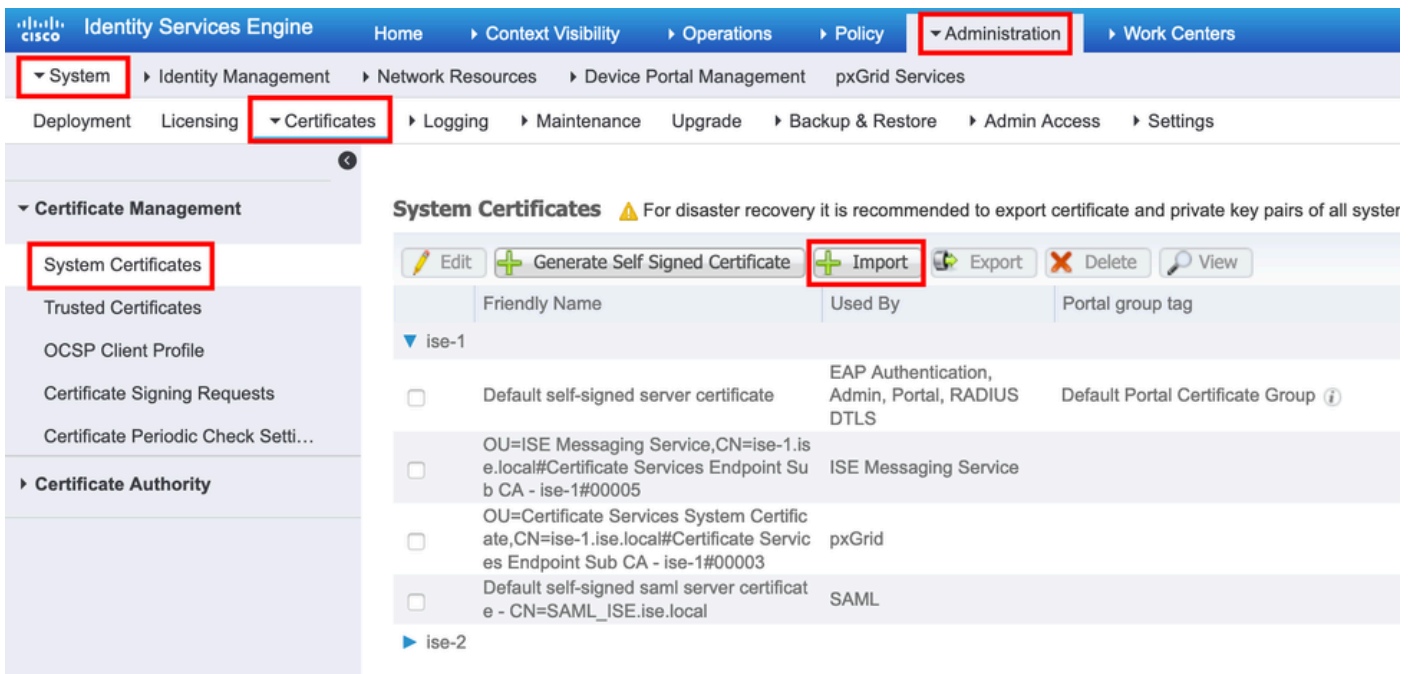 cisco Identity Services Engine Home Context Visibility Operations Policy Administration Work Centers
System Identity Management Network Resources Device Portal Management pxGrid Services
Deployment Licensing Certificates Logging Maintenance Upgrade Backup & Restore Admin Access Settings
Certificate Management
System Certificates
Trusted Certificates
OCSP Client Profile
Certificate Signing Requests
Certificate Periodic Check Setti...
Certificate Authority
System Certificates For disaster recovery it is recommended to export certificate and private key pairs of all syster
Edit Generate Self Signed Certificate Import Export Delete View
Friendly Name Used By Portal group tag
ise-1
Default self-signed server certificate
EAP Authentication,
Admin, Portal, RADIUS
DTLS
Default Portal Certificate Group
OU=ISE Messaging Service,CN=ise-1.is
e.local#Certificate Services Endpoint Su
b CA - ise-1#00005
ISE Messaging Service
OU=Certificate Services System Certific
ate,CN=ise-1.ise.local#Certificate Servic
es Endpoint Sub CA - ise-1#00003
pxGrid
Default self-signed saml server certificat
e - CN=SAML_ISE.ise.local
SAML
ise-2